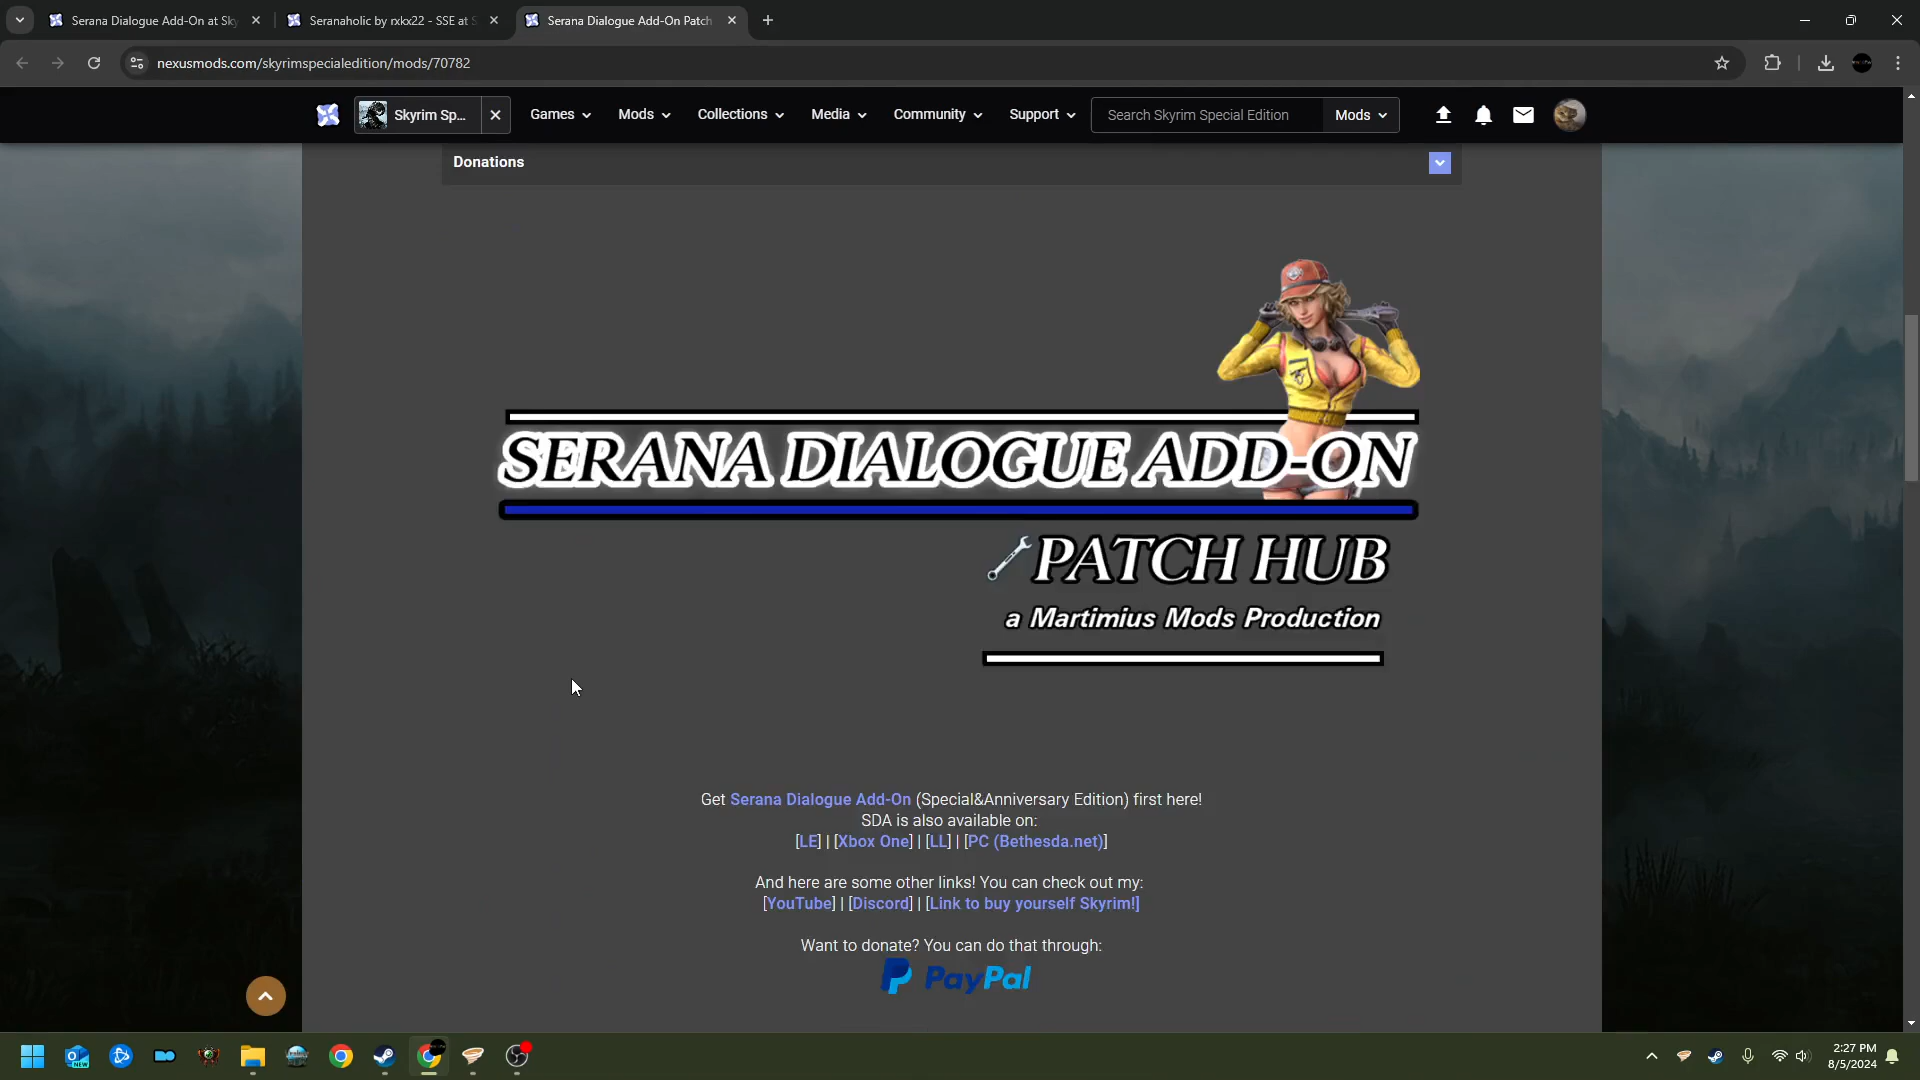 Serana Dialogue Add-On at Sk
Seranaholic by rxkx22 - SSE at S
Serana Dialogue Add-On Patch
nexusmods.com/skyrimspecialedition/mods/70782
Skyrim Sp...
Games
Mods
Collections
Media
Community
Support
Search Skyrim Special Edition
Mods
Donations
SERANA DIALOGUE ADD-ON
PATCH HUB
a Martimius Mods Production
Get Serana Dialogue Add-On (Special&Anniversary Edition) first here!
SDA is also available on:
[LE] | [Xbox One] | [LL] | [PC (Bethesda.net)]
And here are some other links! You can check out my:
[YouTube] | [Discord] | [Link to buy yourself Skyrim!]
Want to donate? You can do that through:
PayPal
2:27 PM
8/5/2024